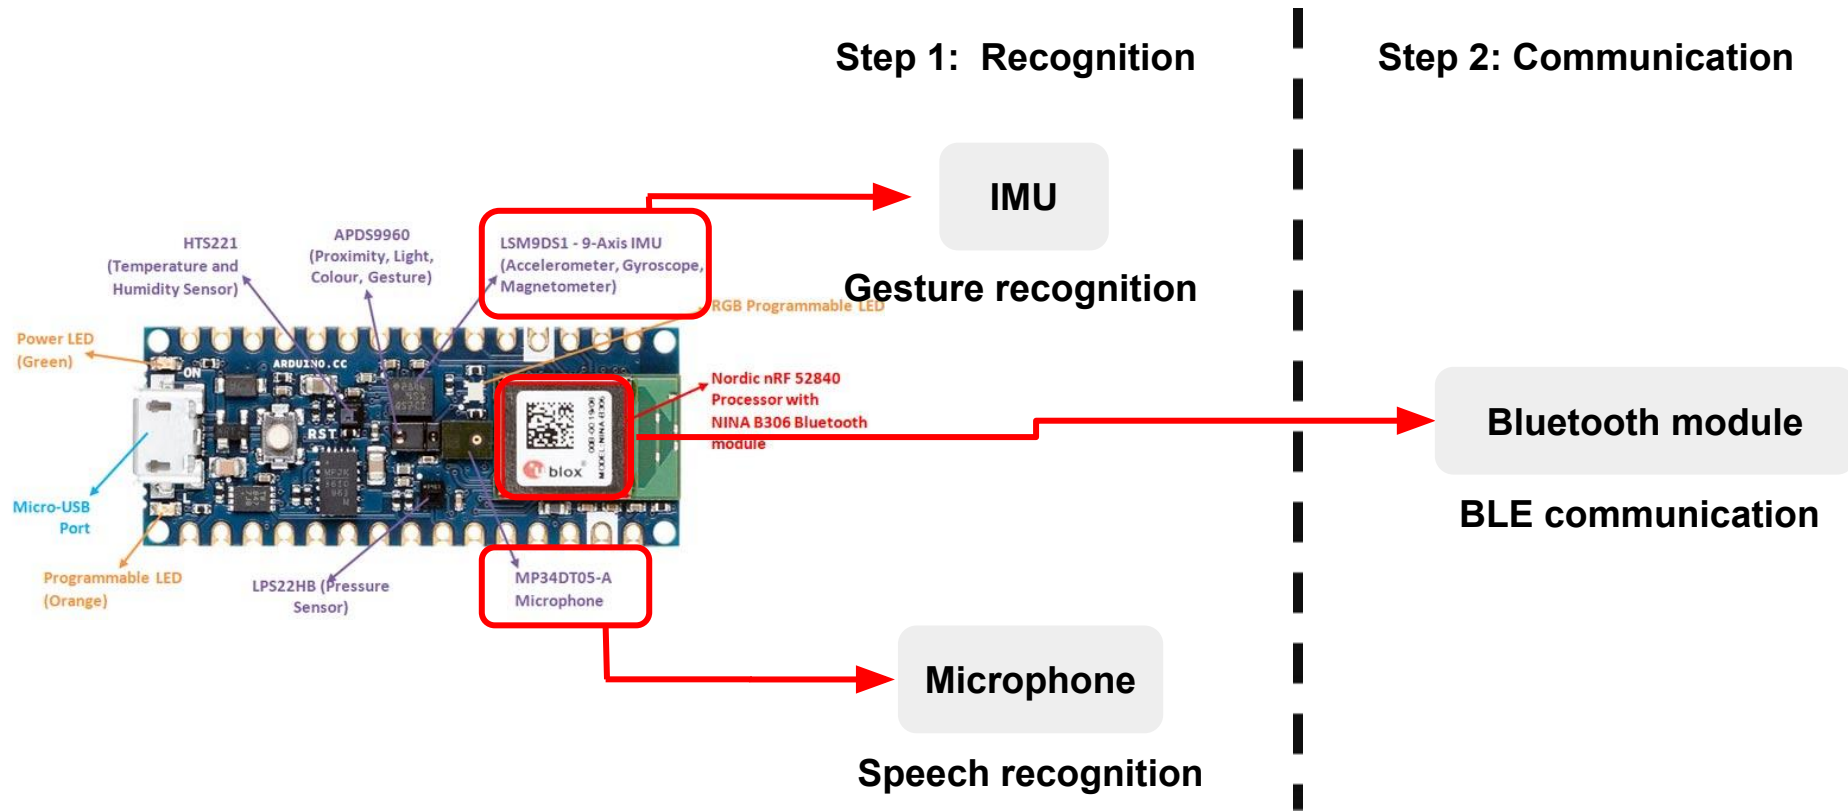 Step 1:  Recognition
Step 2: Communication
IMU
Gesture recognition
HTS221
(Temperature and
Humidity Sensor)
APDS9960
(Proximity, Light,
Colour, Gesture)
LSM9DS1 - 9-Axis IMU
(Accelerometer, Gyroscope,
Magnetometer)
RGB Programmable LED
Power LED
(Green)
ON
ARDUINO.CC
RST
L
blox
MODEL:NINA-B306
Nordic nRF 52840
Processor with
NINA B306 Bluetooth
module
Bluetooth module
BLE communication
Micro-USB
Port
Programmable LED
(Orange)
LPS22HB (Pressure
Sensor)
MP34DT05-A
Microphone
Microphone
Speech recognition